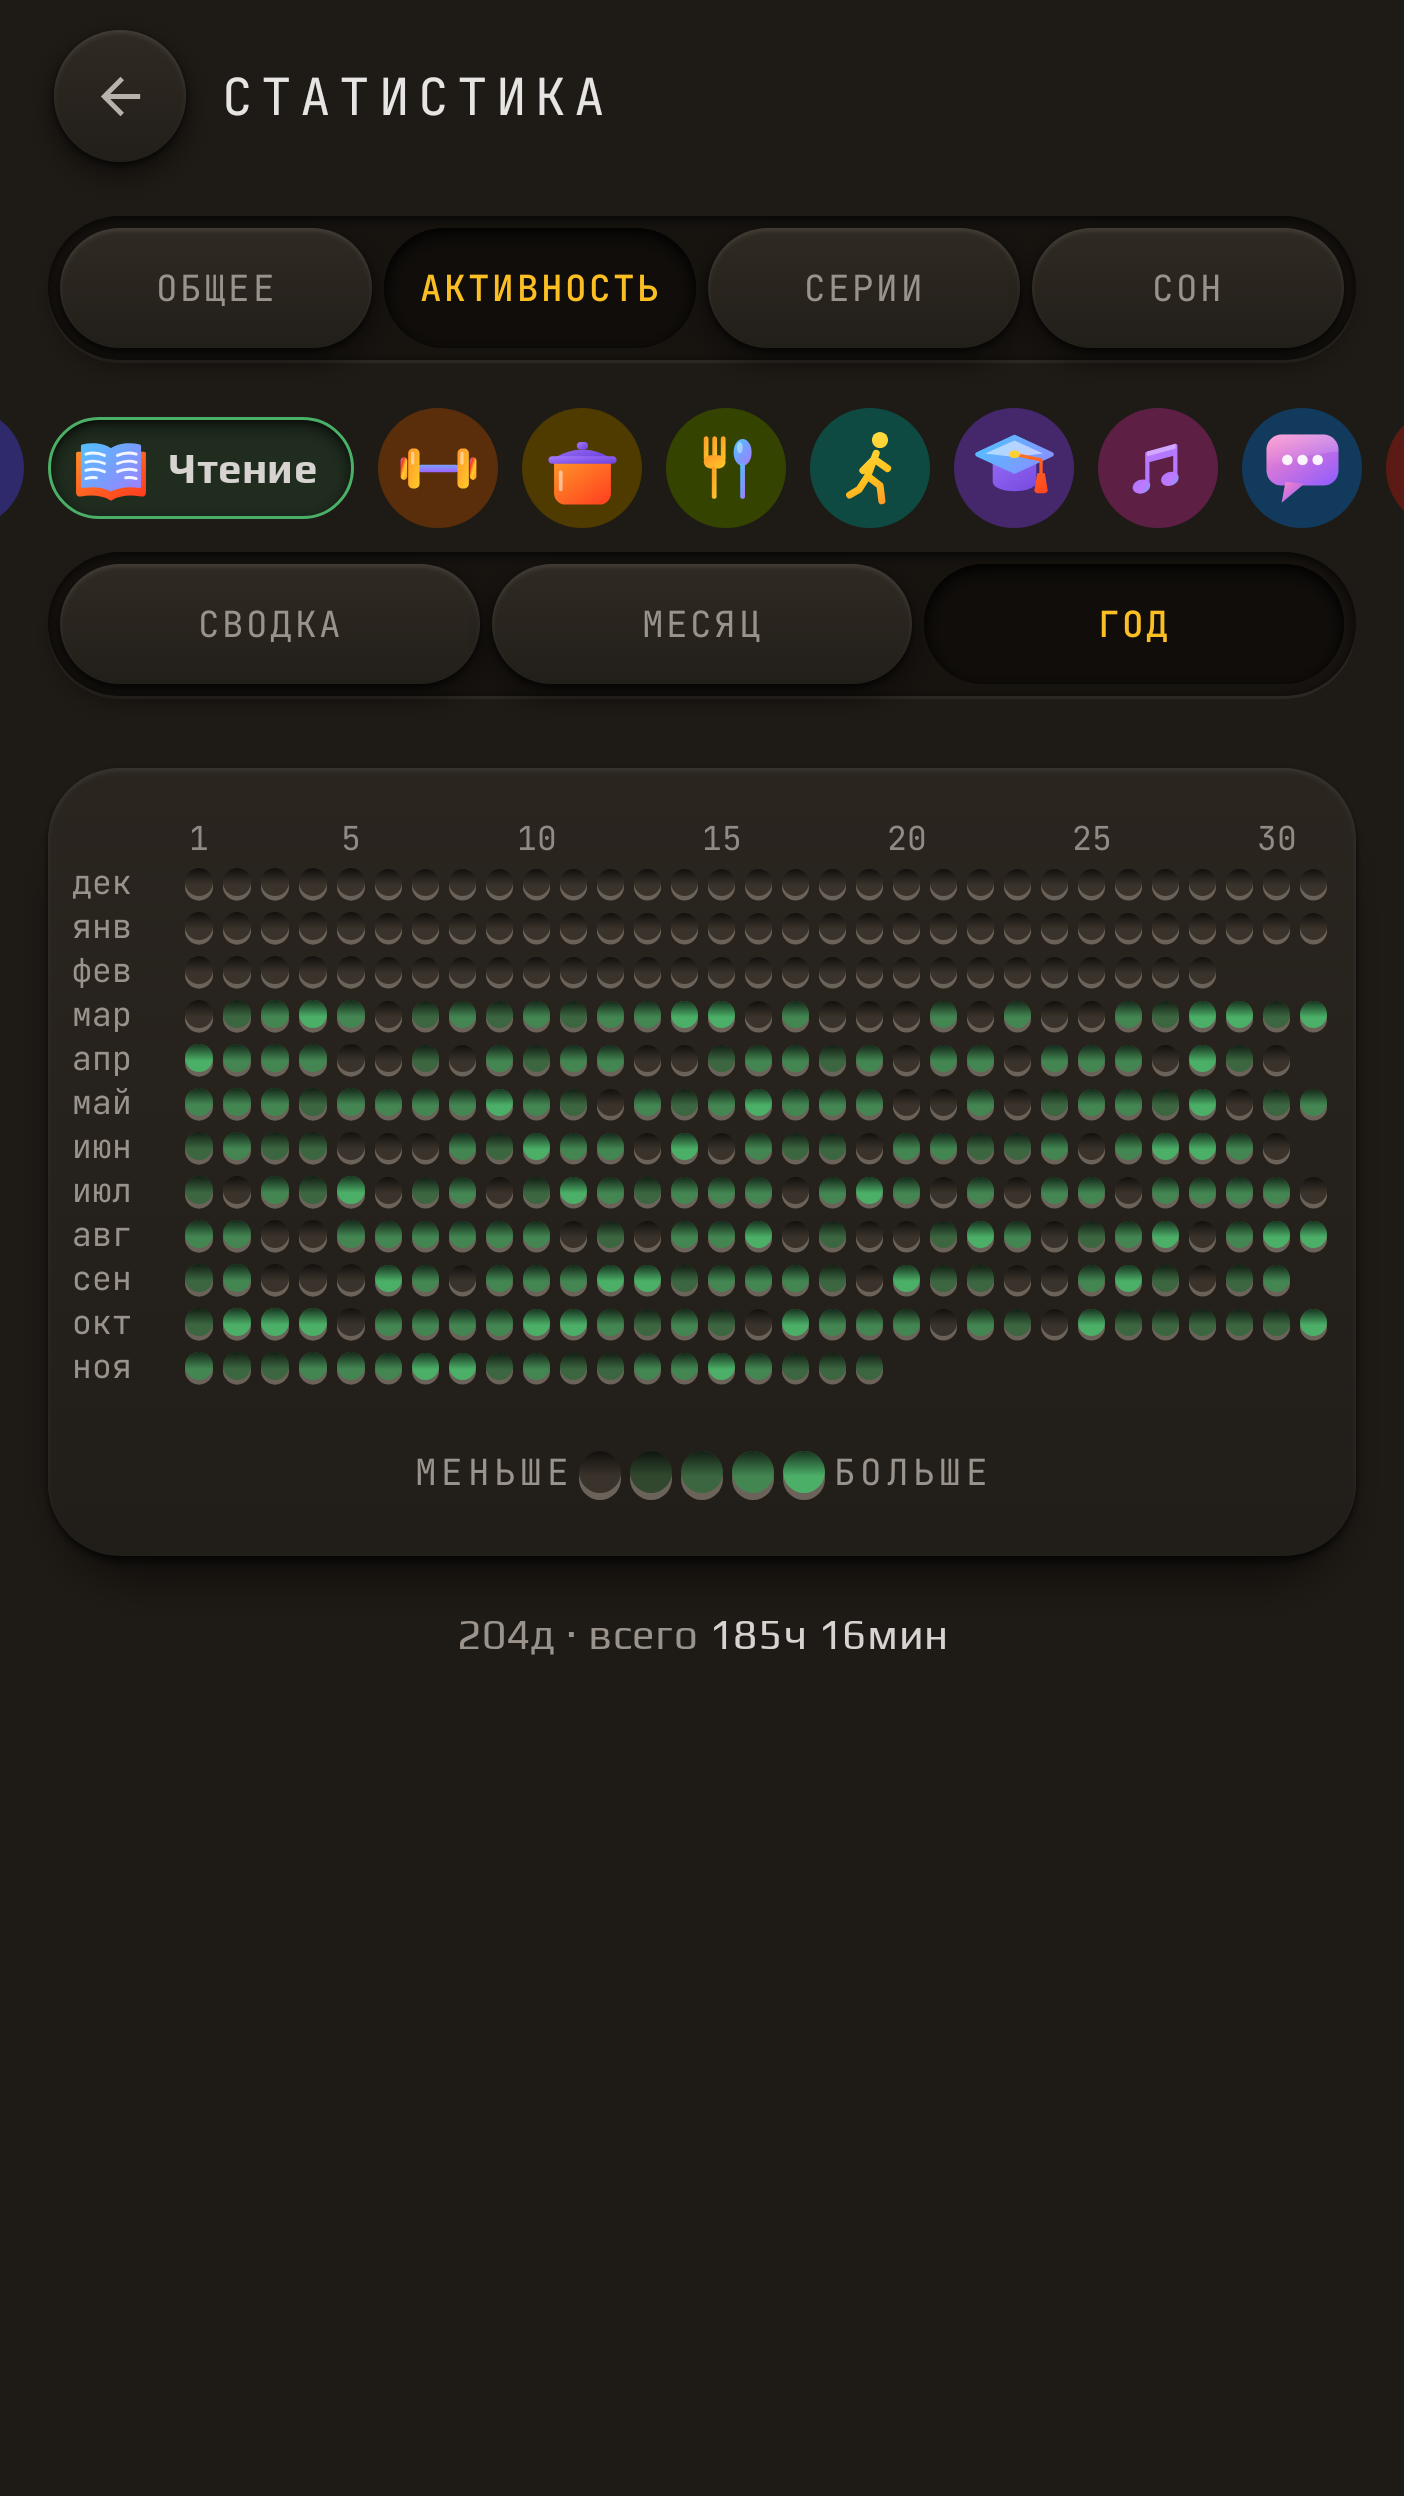 СТАТИСТИКА
ОБЩЕЕ АКТИВНОСТЬ СЕРИИ СОН
Чтение
СВОДКА МЕСЯЦ ГОД
1 5 10 15 20 25 30
дек
янв
фев
мар
апр
май
июн
июл
авг
сен
окт
ноя
МЕНЬШЕ БОЛЬШЕ
204д · всего 185ч 16мин